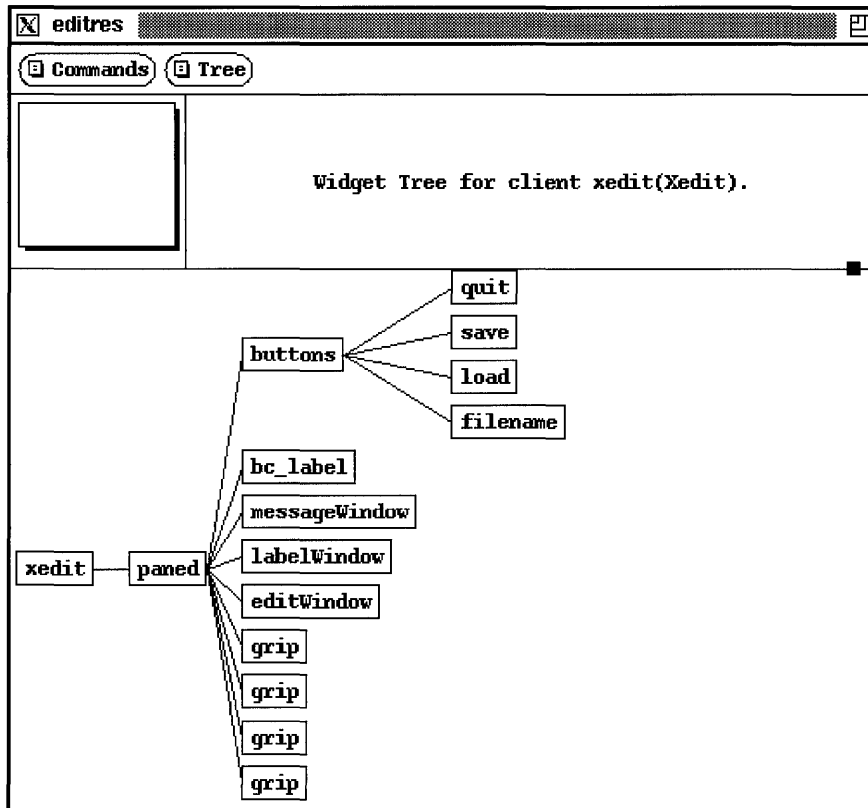 editres
Commands Tree
Widget Tree for client xedit(Xedit).
quit
save
buttons
load
filename
bc_label
messageWindow
labelWindow
xedit paned
editWindow
grip
grip
grip
grip